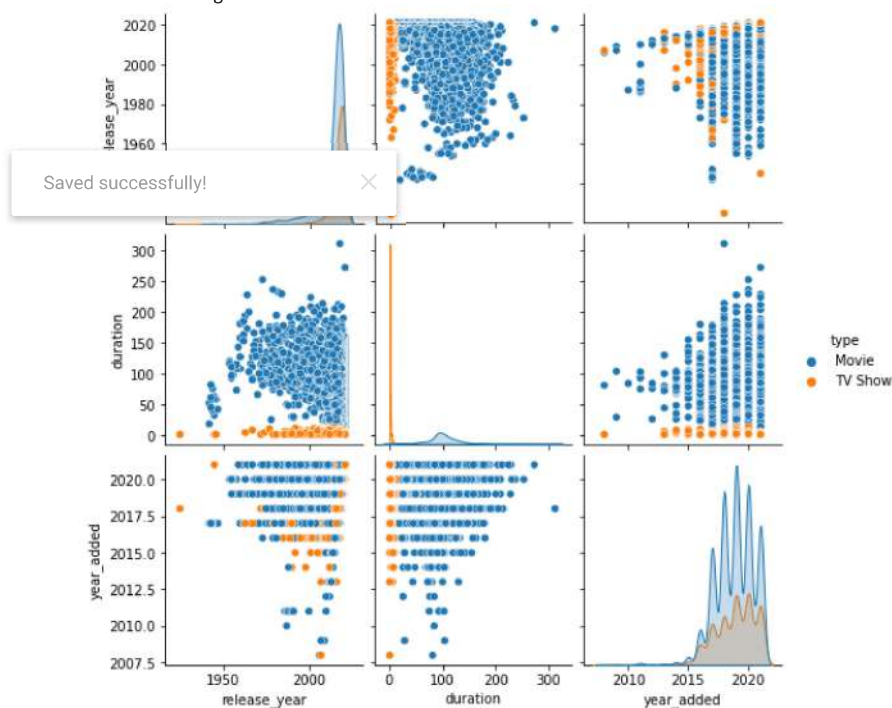 2020
2000
1980
1960
lease_year
Saved successfully!
300
250
200
150
100
50
0
duration
type
Movie
TV Show
2020.0
2017.5
2015.0
2012.5
2010.0
2007.5
year_added
1950 2000
0 100 200 300
2010 2015 2020
release_year
duration
year_added